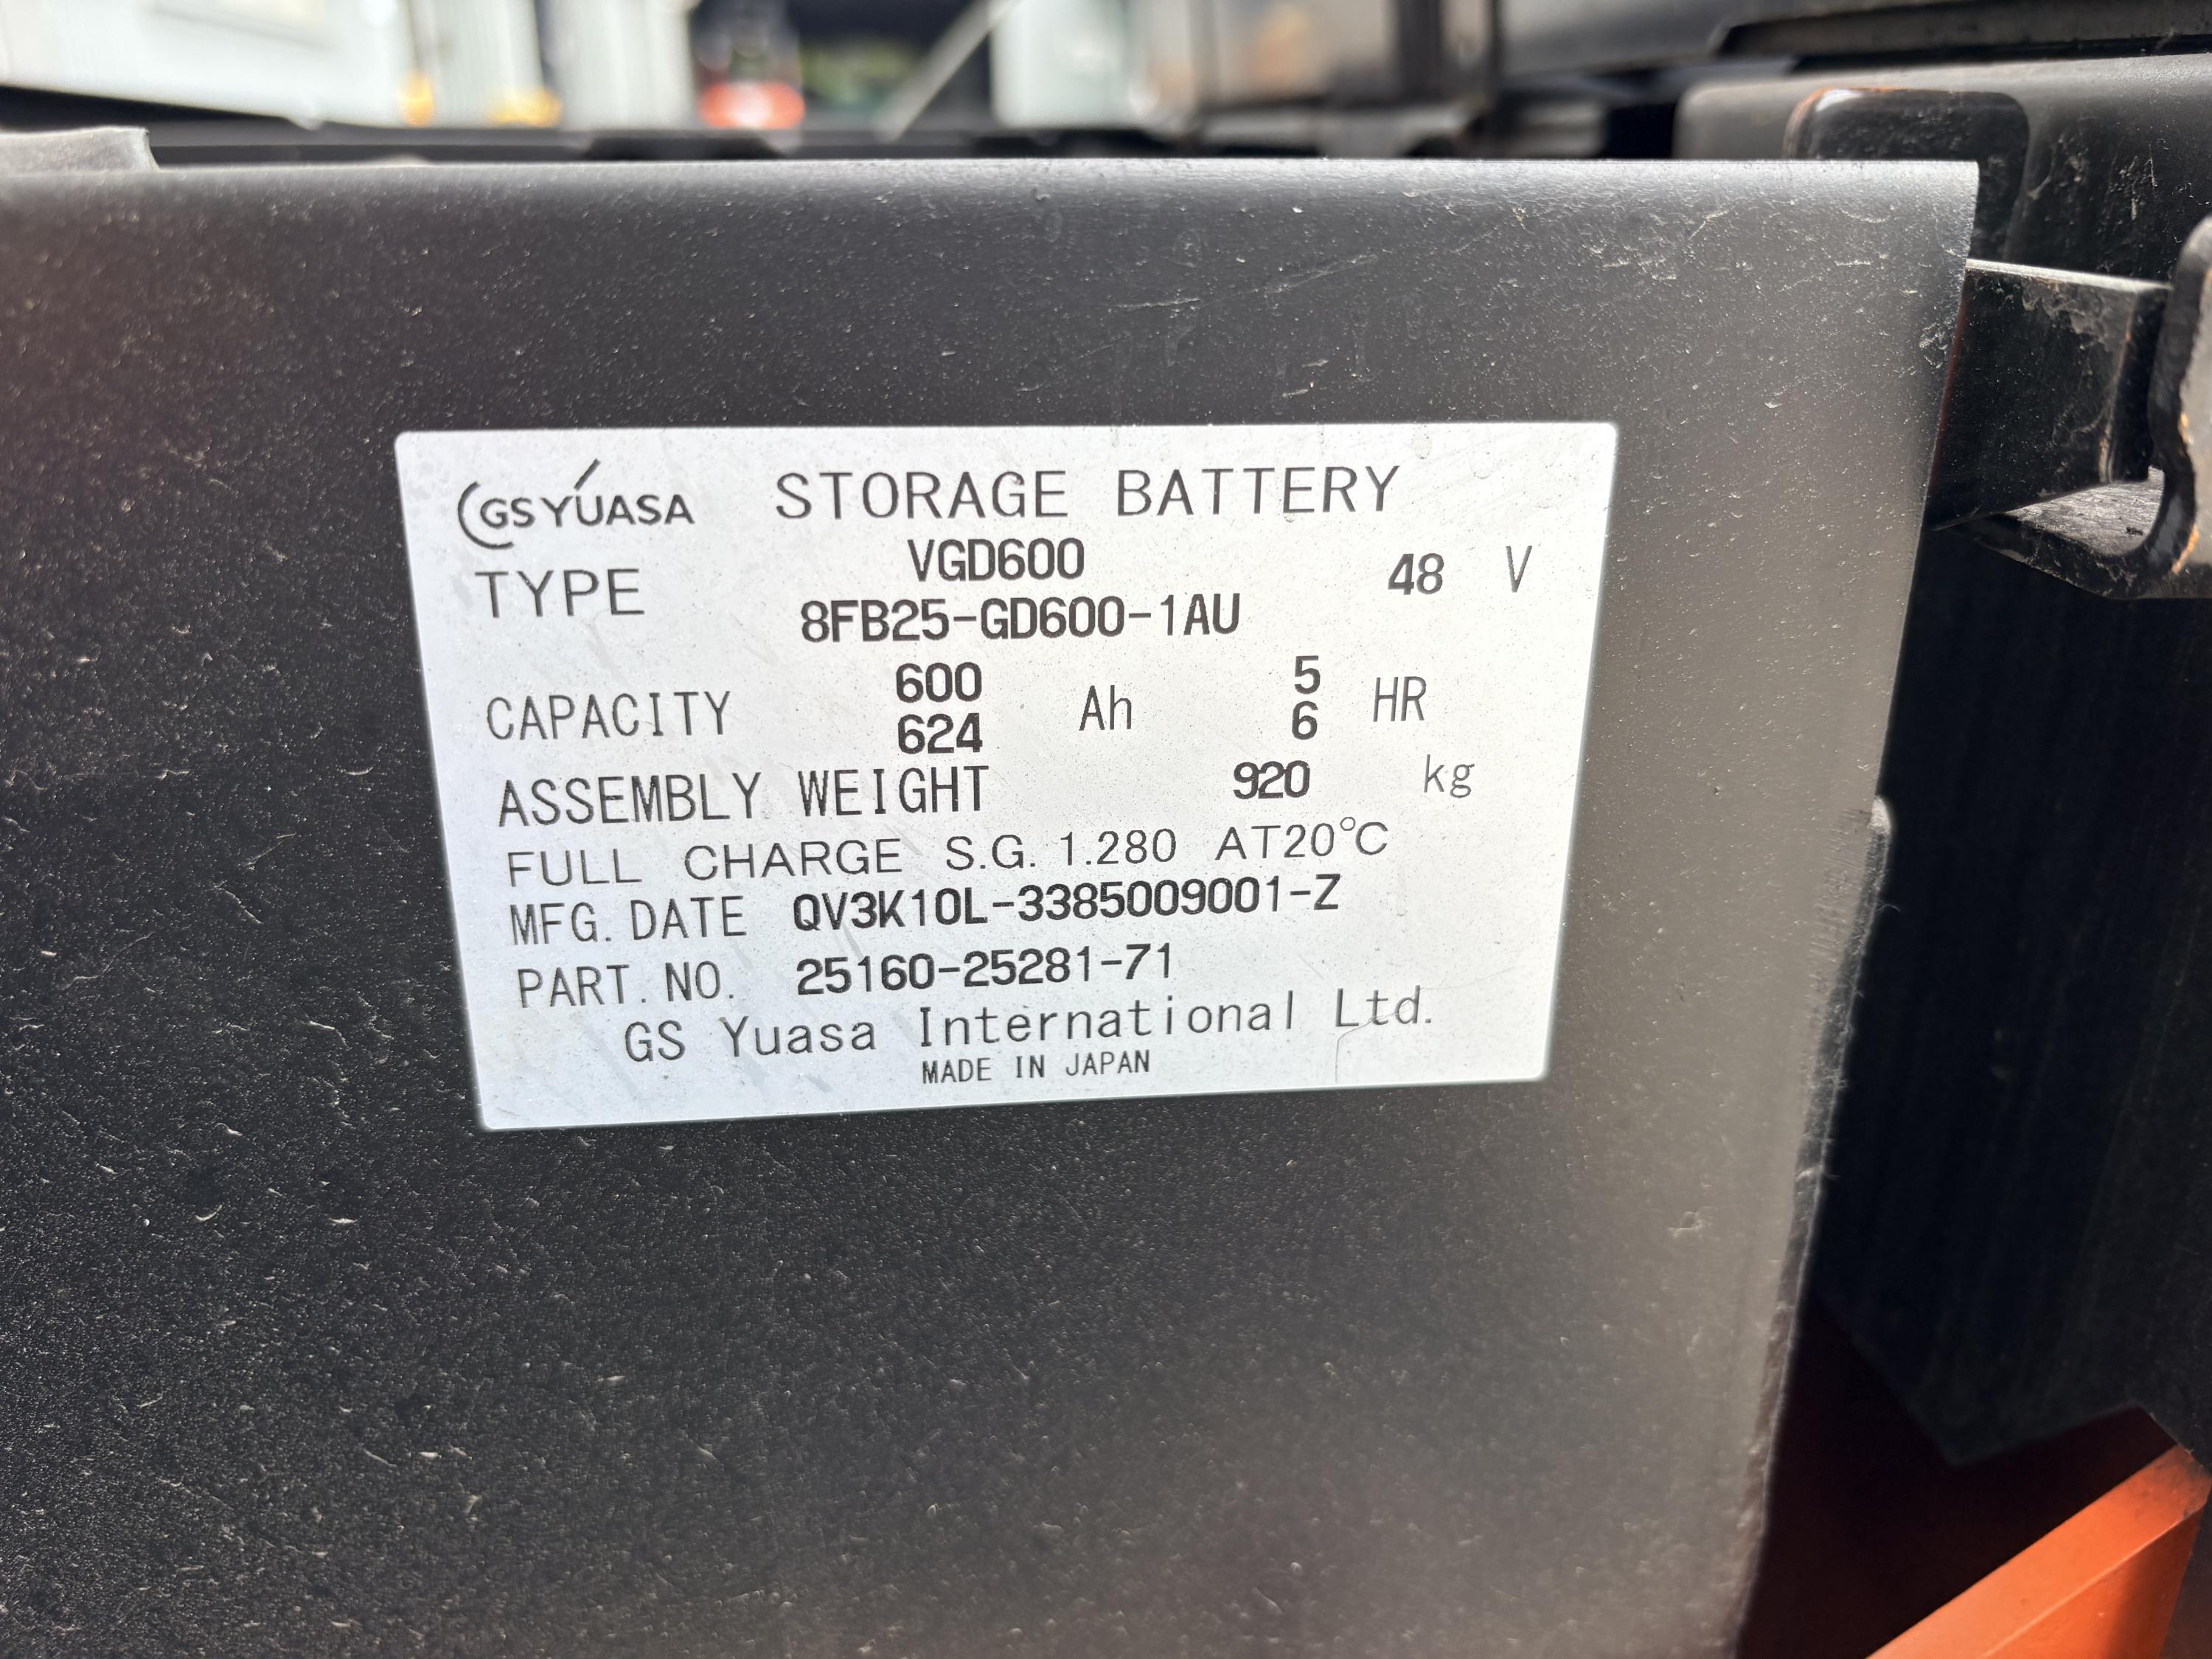 GS YUASA STORAGE BATTERY
TYPE VGD600 48 V
8FB25-GD600-1AU
CAPACITY 600 Ah 5 HR
624 6
ASSEMBLY WEIGHT 920 kg
FULL CHARGE S.G. 1.280 AT20°C
MFG. DATE QV3K10L-3385009001-Z
PART. NO. 25160-25281-71
GS Yuasa International Ltd.
MADE IN JAPAN